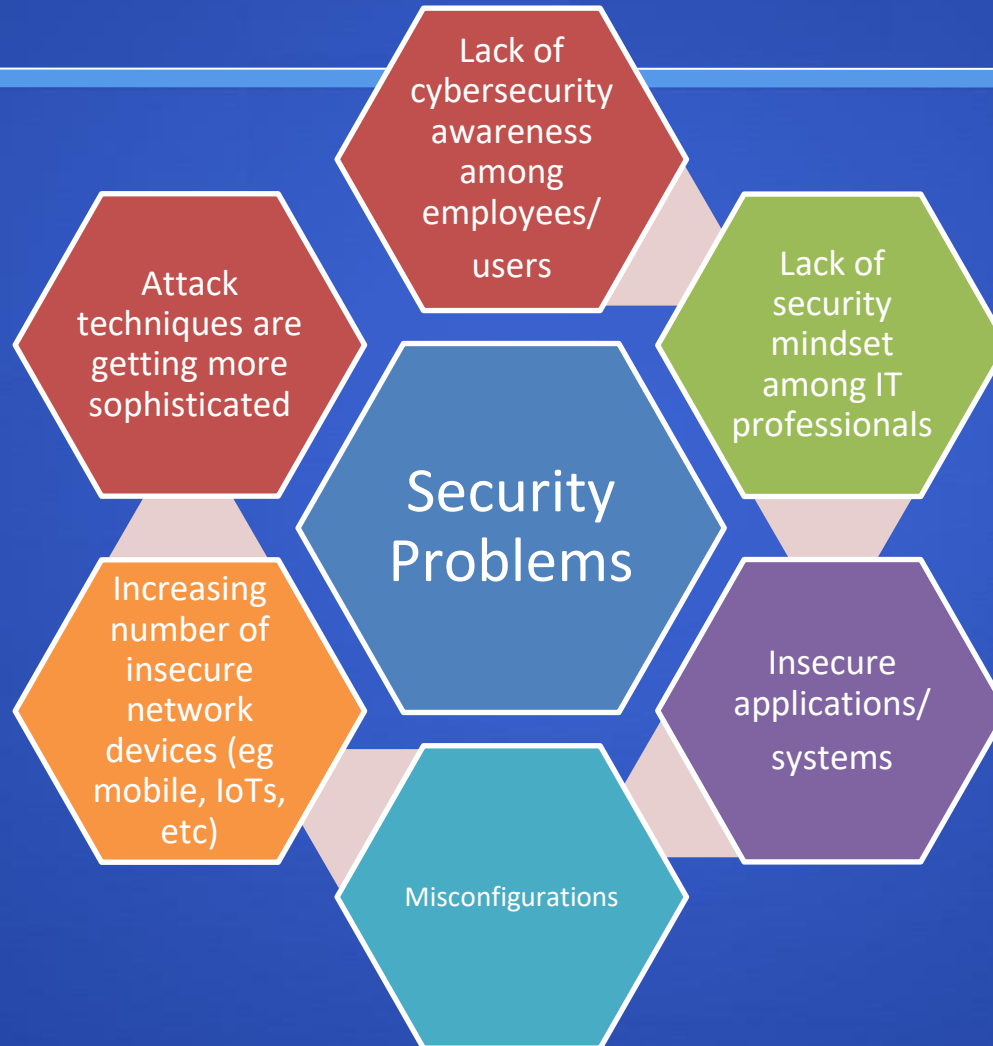 Lack of
cybersecurity
awareness
among
employees/
users
Lack of
security
mindset
among IT
professionals
Insecure
applications/
systems
Misconfigurations
Increasing
number of
insecure
network
devices (eg
mobile, IoTs,
etc)
Attack
techniques are
getting more
sophisticated
Security
Problems